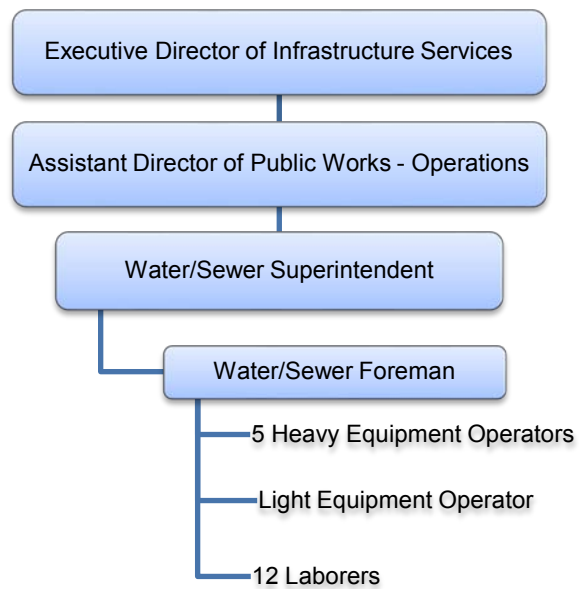 Executive Director of Infrastructure Services
Assistant Director of Public Works - Operations
Water/Sewer Superintendent
Water/Sewer Foreman
5 Heavy Equipment Operators
Light Equipment Operator
12 Laborers